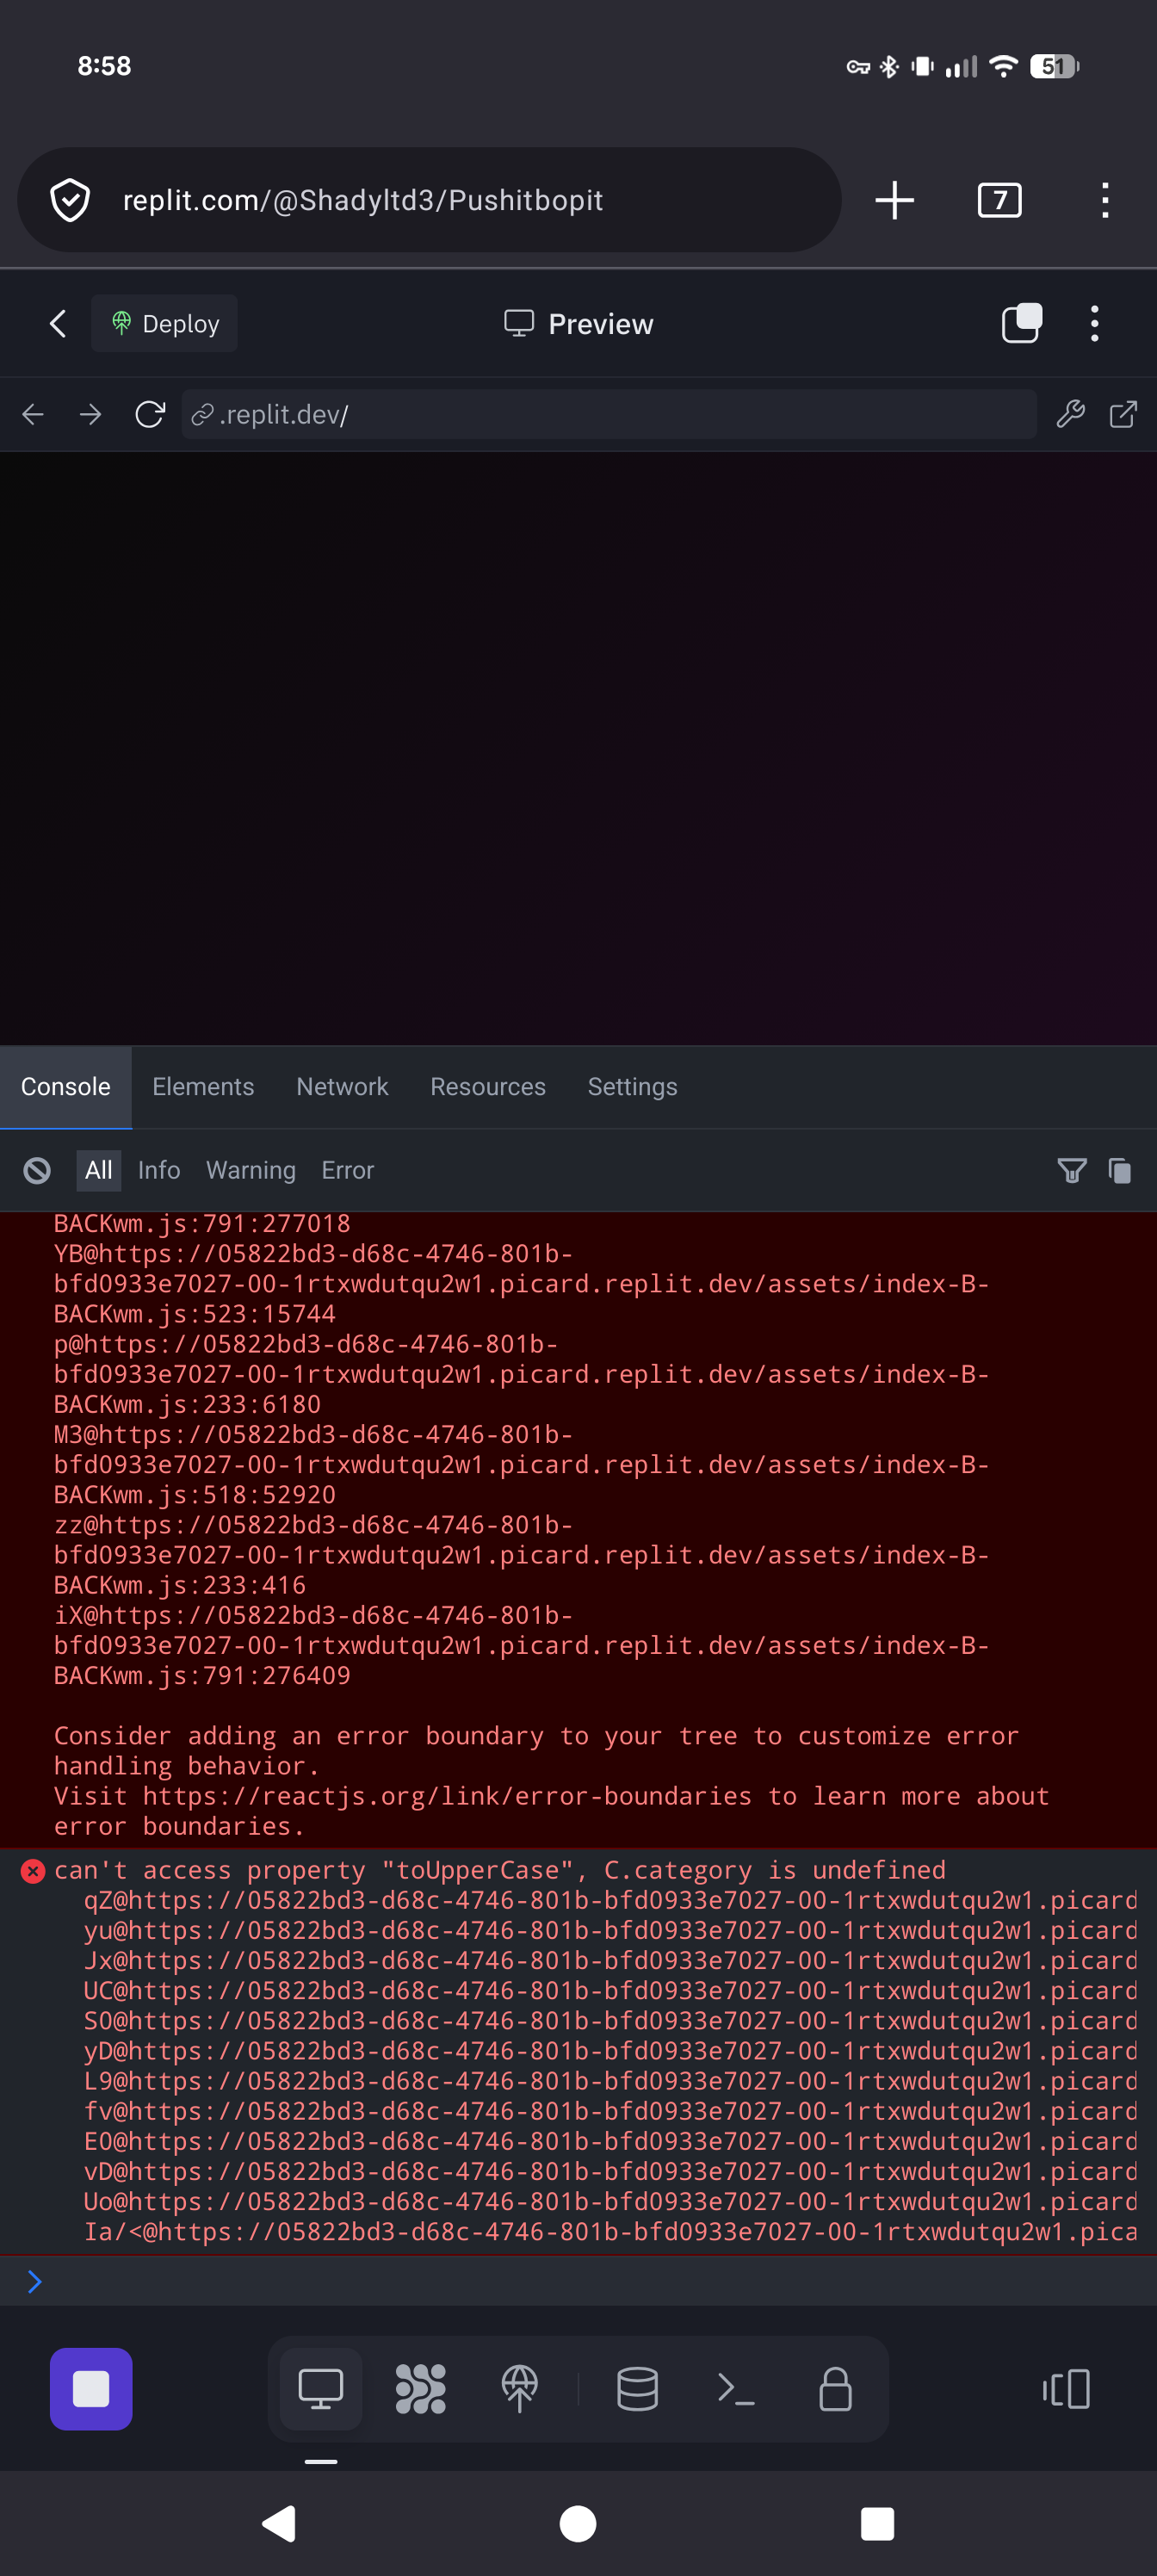 8:58
51
replit.com/@Shadyltd3/Pushitbopit
7
Deploy
Preview
.replit.dev/
Console Elements Network Resources Settings
All Info Warning Error
BACKwm.js:791:277018
YB@https://05822bd3-d68c-4746-801b-
bfd0933e7027-00-1rtxwdutqu2w1.picard.replit.dev/assets/index-B-
BACKwm.js:523:15744
p@https://05822bd3-d68c-4746-801b-
bfd0933e7027-00-1rtxwdutqu2w1.picard.replit.dev/assets/index-B-
BACKwm.js:233:6180
M3@https://05822bd3-d68c-4746-801b-
bfd0933e7027-00-1rtxwdutqu2w1.picard.replit.dev/assets/index-B-
BACKwm.js:518:52920
zz@https://05822bd3-d68c-4746-801b-
bfd0933e7027-00-1rtxwdutqu2w1.picard.replit.dev/assets/index-B-
BACKwm.js:233:416
iX@https://05822bd3-d68c-4746-801b-
bfd0933e7027-00-1rtxwdutqu2w1.picard.replit.dev/assets/index-B-
BACKwm.js:791:276409
Consider adding an error boundary to your tree to customize error
handling behavior.
Visit https://reactjs.org/link/error-boundaries to learn more about
error boundaries.
can't access property "toUpperCase", C.category is undefined
qZ@https://05822bd3-d68c-4746-801b-bfd0933e7027-00-1rtxwdutqu2w1.picard
yu@https://05822bd3-d68c-4746-801b-bfd0933e7027-00-1rtxwdutqu2w1.picard
Jx@https://05822bd3-d68c-4746-801b-bfd0933e7027-00-1rtxwdutqu2w1.picard
UC@https://05822bd3-d68c-4746-801b-bfd0933e7027-00-1rtxwdutqu2w1.picard
S0@https://05822bd3-d68c-4746-801b-bfd0933e7027-00-1rtxwdutqu2w1.picard
yD@https://05822bd3-d68c-4746-801b-bfd0933e7027-00-1rtxwdutqu2w1.picard
L9@https://05822bd3-d68c-4746-801b-bfd0933e7027-00-1rtxwdutqu2w1.picard
fv@https://05822bd3-d68c-4746-801b-bfd0933e7027-00-1rtxwdutqu2w1.picard
E0@https://05822bd3-d68c-4746-801b-bfd0933e7027-00-1rtxwdutqu2w1.picard
vD@https://05822bd3-d68c-4746-801b-bfd0933e7027-00-1rtxwdutqu2w1.picard
Uo@https://05822bd3-d68c-4746-801b-bfd0933e7027-00-1rtxwdutqu2w1.picard
Ia/<@https://05822bd3-d68c-4746-801b-bfd0933e7027-00-1rtxwdutqu2w1.pica